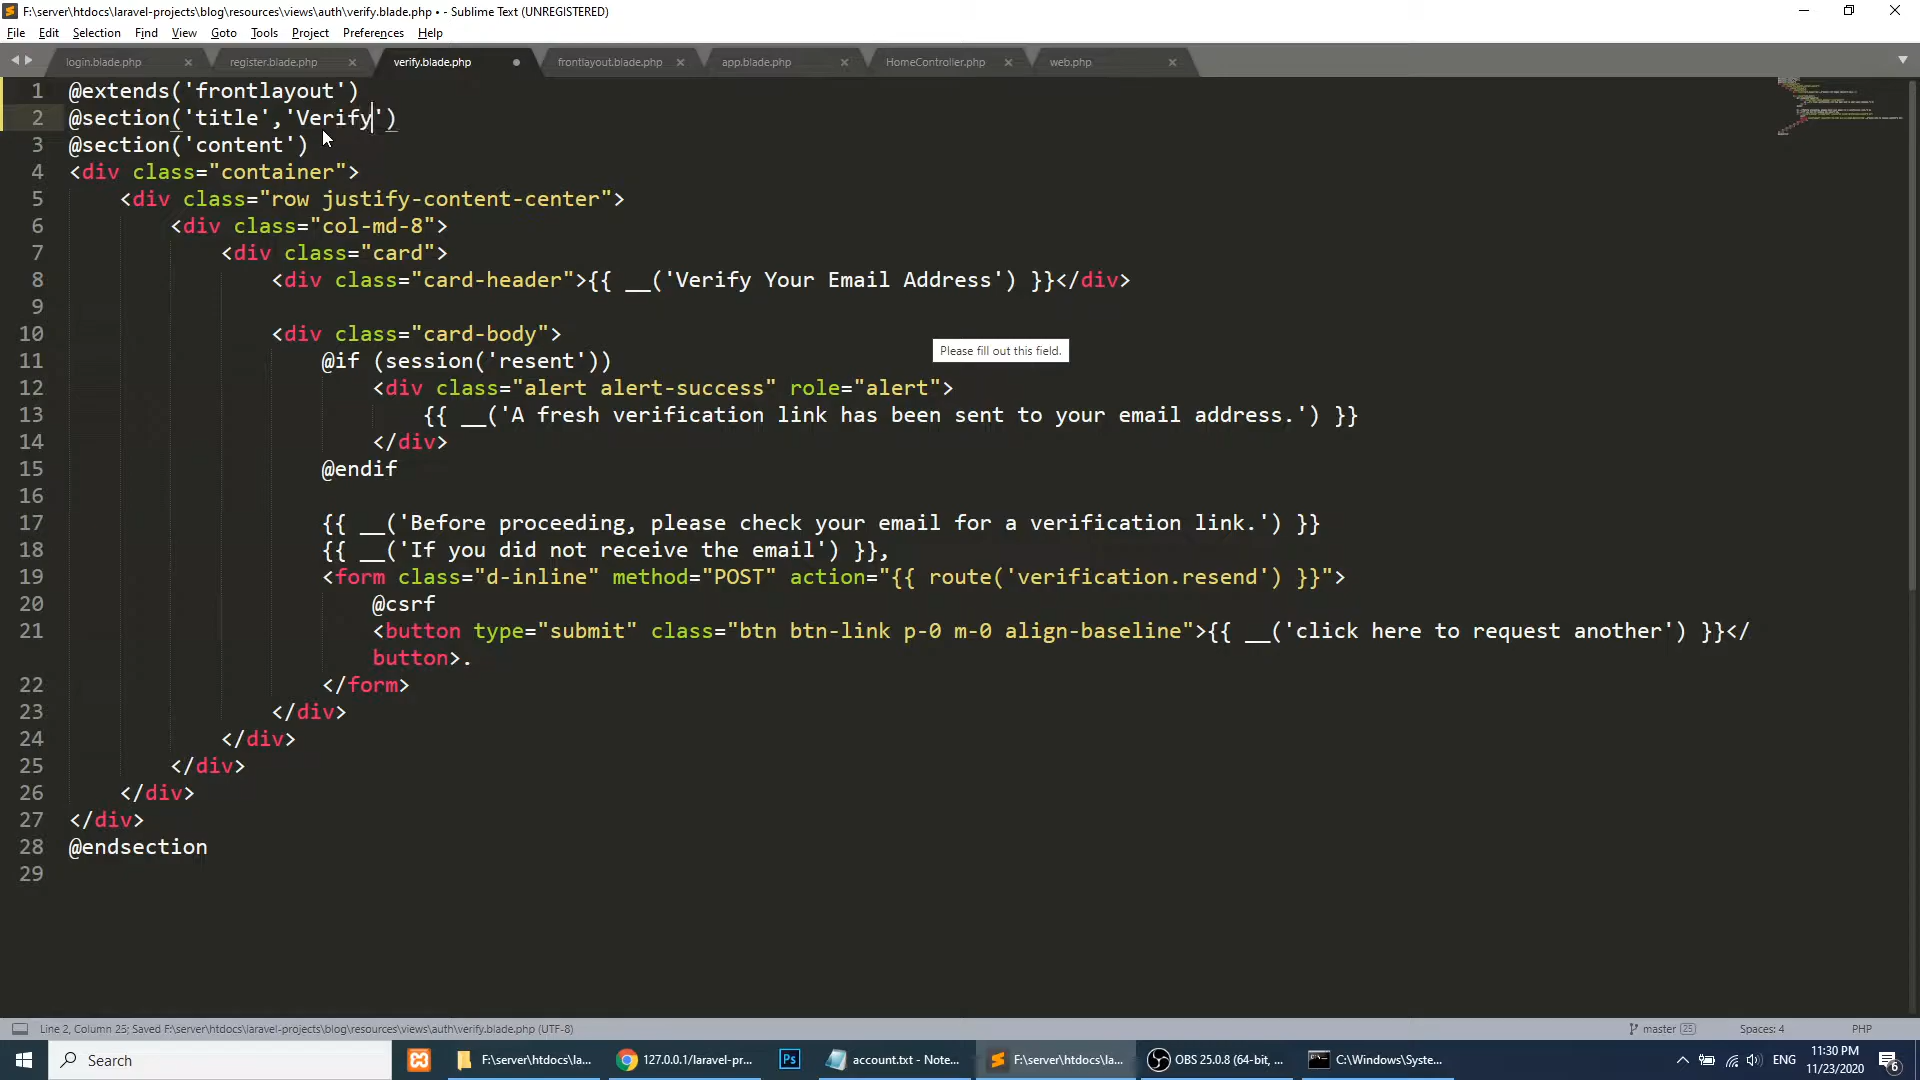 F:\server\htdocs\laravel-projects\blog\resources\views\auth\verify.blade.php • - Sublime Text (UNREGISTERED)
File Edit Selection Find View Goto Tools Project Preferences Help
login.blade.php register.blade.php verify.blade.php frontlayout.blade.php app.blade.php HomeController.php web.php
1 @extends('frontlayout')
2 @section('title','Verify')
3 @section('content')
4 <div class="container">
5 <div class="row justify-content-center">
6 <div class="col-md-8">
7 <div class="card">
8 <div class="card-header">{{ __('Verify Your Email Address') }}</div>
9
10 <div class="card-body">
Please fill out this field.
11 @if (session('resent'))
12 <div class="alert alert-success" role="alert">
13 {{ __('A fresh verification link has been sent to your email address.') }}
14 </div>
15 @endif
16
17 {{ __('Before proceeding, please check your email for a verification link.') }}
18 {{ __('If you did not receive the email') }},
19 <form class="d-inline" method="POST" action="{{ route('verification.resend') }}">
20 @csrf
21 <button type="submit" class="btn btn-link p-0 m-0 align-baseline">{{ __('click here to request another') }}</
button>.
22 </form>
23 </div>
24 </div>
25 </div>
26 </div>
27 </div>
28 @endsection
29
Line 2, Column 25; Saved F:\server\htdocs\laravel-projects\blog\resources\views\auth\verify.blade.php (UTF-8) master 25 Spaces: 4 PHP
Search F:\server\htdocs\la... 127.0.0.1/laravel-pr... Ps account.txt - Note... F:\server\htdocs\la... OBS 25.0.8 (64-bit, ... C:\Windows\Syste... ENG 11:30 PM
11/23/2020 6